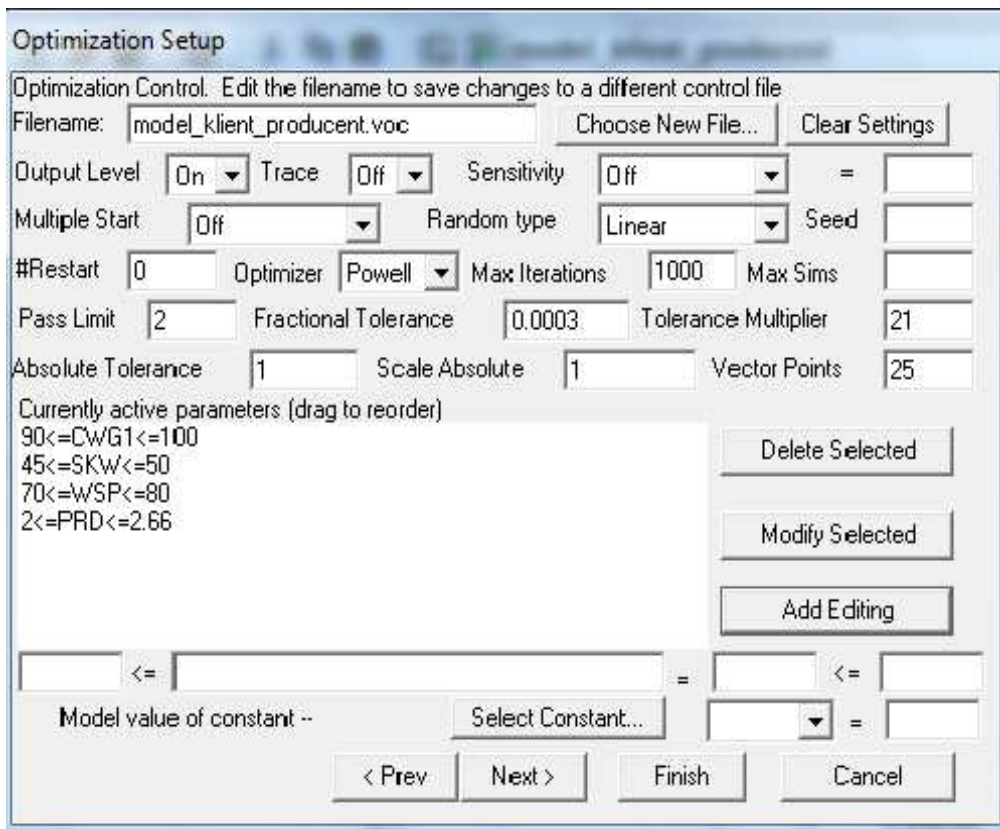 Optimization Setup
Optimization Control. Edit the filename to save changes to a different control file
Filename: model_klient_producent.voc Choose New File... Clear Settings
Output Level On Trace Off Sensitivity Off =
Multiple Start Off Random type Linear Seed
#Restart 0 Optimizer Powell Max Iterations 1000 Max Sims
Pass Limit 2 Fractional Tolerance 0.0003 Tolerance Multiplier 21
Absolute Tolerance 1 Scale Absolute 1 Vector Points 25
Currently active parameters (drag to reorder)
90<=CWG1<=100
45<=SKW<=50
70<=WSP<=80
2<=PRD<=2.66
Delete Selected
Modify Selected
Add Editing
<= = <=
Model value of constant -- Select Constant... =
< Prev Next > Finish Cancel